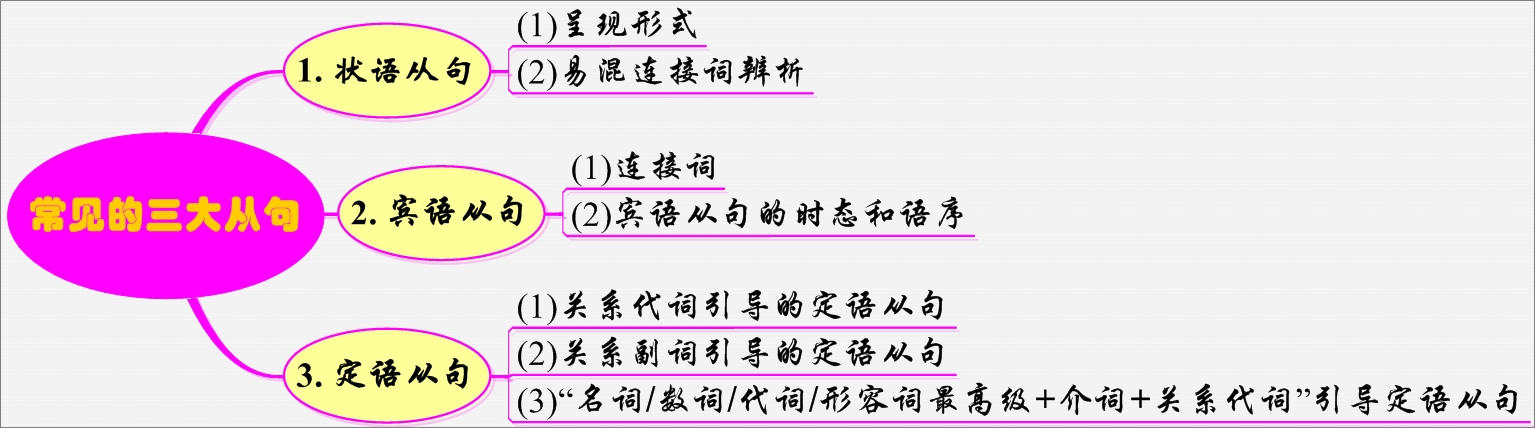 常见的三大从句
1. 状语从句
(1)呈现形式
(2)易混连接词辨析
2. 宾语从句
(1)连接词
(2)宾语从句的时态和语序
3. 定语从句
(1)关系代词引导的定语从句
(2)关系副词引导的定语从句
(3)“名词/数词/代词/形容词最高级+介词+关系代词”引导定语从句